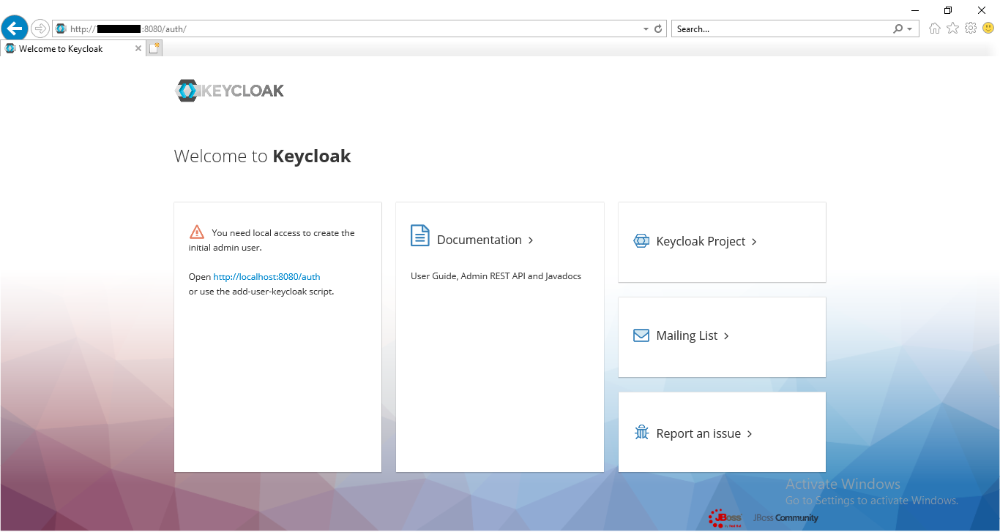 http:// :8080/auth/
Search...
Welcome to Keycloak
KEYCLOAK
Welcome to Keycloak
You need local access to create the
initial admin user.
Open http://localhost:8080/auth
or use the add-user-keycloak script.
Documentation
User Guide, Admin REST API and Javadocs
Keycloak Project
Mailing List
Report an issue
Activate Windows
Go to Settings to activate Windows.
JBoss
by Red Hat
JBoss Community